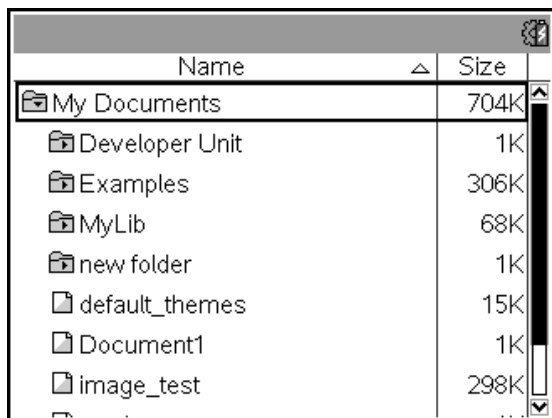 Name Size
My Documents 704K
Developer Unit 1K
Examples 306K
MyLib 68K
new folder 1K
default_themes 15K
Document1 1K
image_test 298K